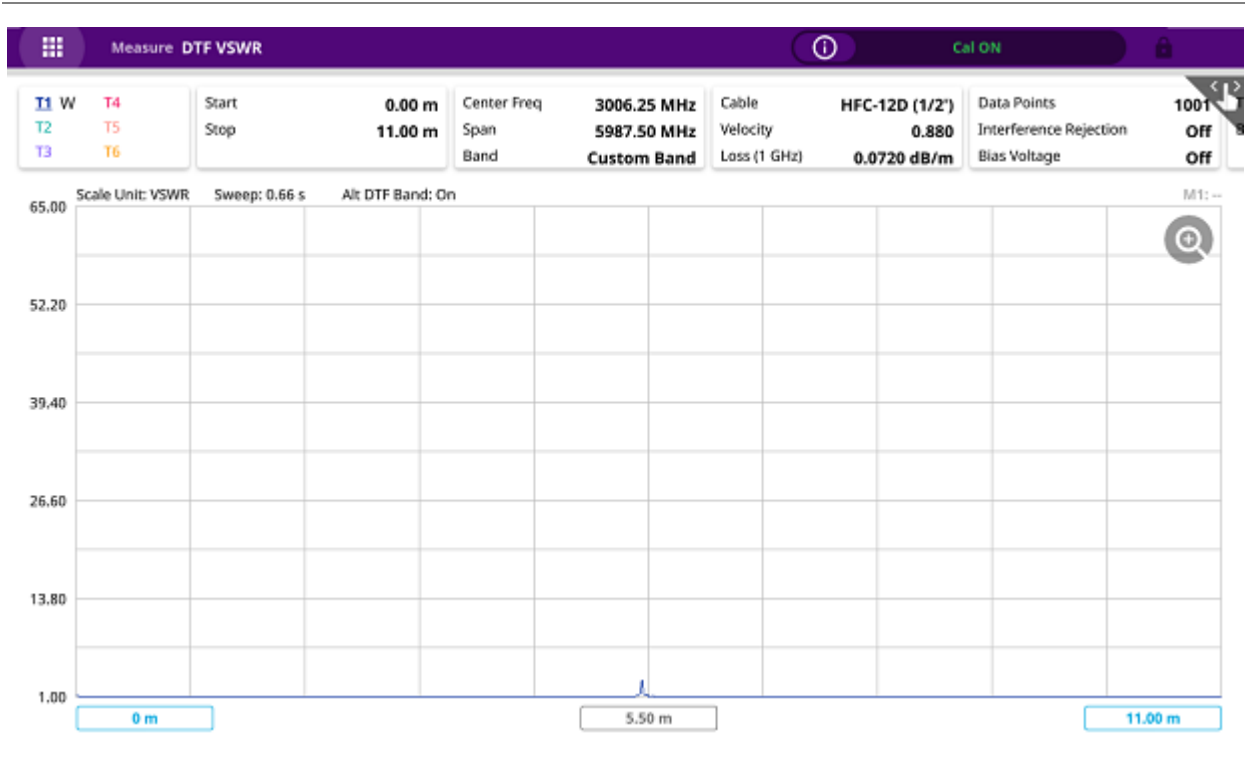 Measure DTF VSWR
Cal ON
T1 W T4
T2 T5
T3 T6
Start 0.00 m
Stop 11.00 m
Center Freq 3006.25 MHz
Span 5987.50 MHz
Band Custom Band
Cable HFC-12D (1/2')
Velocity 0.880
Loss (1 GHz) 0.0720 dB/m
Data Points 1001
Interference Rejection Off
Bias Voltage Off
Scale Unit: VSWR Sweep: 0.66 s Alt DTF Band: On M1: --
65.00
52.20
39.40
26.60
13.80
1.00
0 m 5.50 m 11.00 m